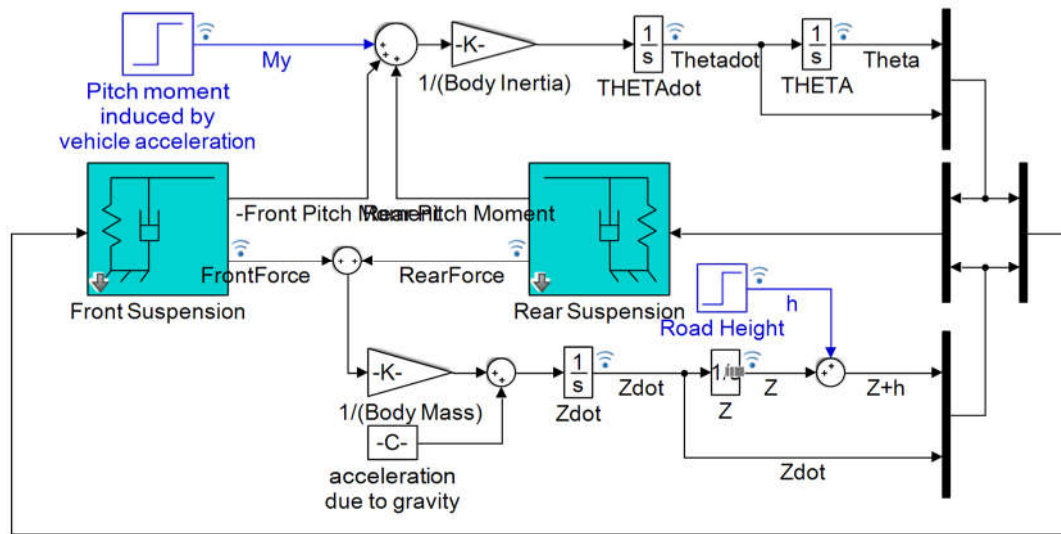 My
Pitch moment
induced by
vehicle acceleration
-K-
1/(Body Inertia)
1
s
Thetadot
THETAdot
1
s
Theta
THETA
-Front Pitch Moment
Rear Pitch Moment
FrontForce
RearForce
Front Suspension
Rear Suspension
h
Road Height
-K-
1/(Body Mass)
1
s
Zdot
Zdot
Z
Z
Z+h
-C-
Zdot
acceleration
due to gravity